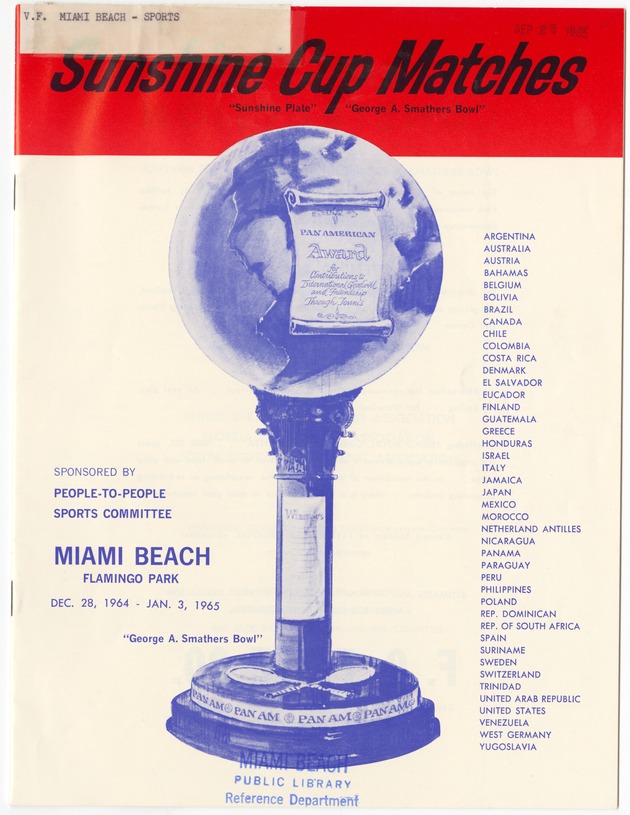 V.F. MIAMI BEACH - SPORTS
Sunshine Cup Matches
"Sunshine Plate" "George A. Smathers Bowl"
PAN AMERICAN
Award
for
Contributions to
International Goodwill
and Friendship
Through Tennis
Winners
PAN AM PAN AM PAN AM PAN AM
SPONSORED BY
PEOPLE-TO-PEOPLE
SPORTS COMMITTEE
MIAMI BEACH
FLAMINGO PARK
DEC. 28, 1964 - JAN. 3, 1965
"George A. Smathers Bowl"
ARGENTINA
AUSTRALIA
AUSTRIA
BAHAMAS
BELGIUM
BOLIVIA
BRAZIL
CANADA
CHILE
COLOMBIA
COSTA RICA
DENMARK
EL SALVADOR
EUCADOR
FINLAND
GUATEMALA
GREECE
HONDURAS
ISRAEL
ITALY
JAMAICA
JAPAN
MEXICO
MOROCCO
NETHERLAND ANTILLES
NICARAGUA
PANAMA
PARAGUAY
PERU
PHILIPPINES
POLAND
REP. DOMINICAN
REP. OF SOUTH AFRICA
SPAIN
SURINAME
SWEDEN
SWITZERLAND
TRINIDAD
UNITED ARAB REPUBLIC
UNITED STATES
VENEZUELA
WEST GERMANY
YUGOSLAVIA
MIAMI BEACH
PUBLIC LIBRARY
Reference Department